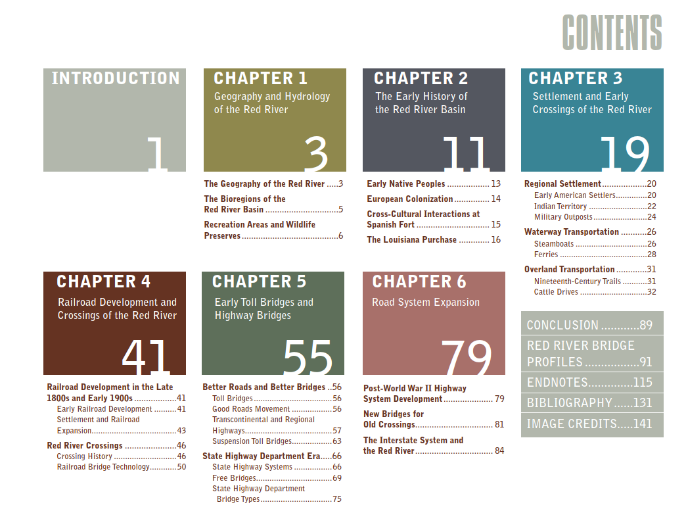 CONTENTS
INTRODUCTION
1
CHAPTER 1
Geography and Hydrology
of the Red River
3
The Geography of the Red River .....3
The Bioregions of the
Red River Basin ..............................5
Recreation Areas and Wildlife
Preserves........................................6
CHAPTER 2
The Early History of
the Red River Basin
11
Early Native Peoples ................. 13
European Colonization .............. 14
Cross-Cultural Interactions at
Spanish Fort .............................. 15
The Louisiana Purchase ............ 16
CHAPTER 3
Settlement and Early
Crossings of the Red River
19
Regional Settlement...................20
Early American Settlers.............20
Indian Territory ........................22
Military Outposts ......................24
Waterway Transportation ...........26
Steamboats ..............................26
Ferries .....................................28
Overland Transportation .............31
Nineteenth-Century Trails ..........31
Cattle Drives ............................32
CHAPTER 4
Railroad Development and
Crossings of the Red River
41
Railroad Development in the Late
1800s and Early 1900s .................41
Early Railroad Development .........41
Settlement and Railroad
Expansion...................................43
Red River Crossings .....................46
Crossing History .........................46
Railroad Bridge Technology...........50
CHAPTER 5
Early Toll Bridges and
Highway Bridges
55
Better Roads and Better Bridges ..56
Toll Bridges.................................56
Good Roads Movement .................56
Transcontinental and Regional
Highways.....................................57
Suspension Toll Bridges................63
State Highway Department Era.....66
State Highway Systems ................66
Free Bridges................................69
State Highway Department
Bridge Types..............................75
CHAPTER 6
Road System Expansion
79
Post-World War II Highway
System Development.................... 79
New Bridges for
Old Crossings................................ 81
The Interstate System and
the Red River................................ 84
CONCLUSION ............89
RED RIVER BRIDGE
PROFILES .................91
ENDNOTES.............115
BIBLIOGRAPHY......131
IMAGE CREDITS.....141